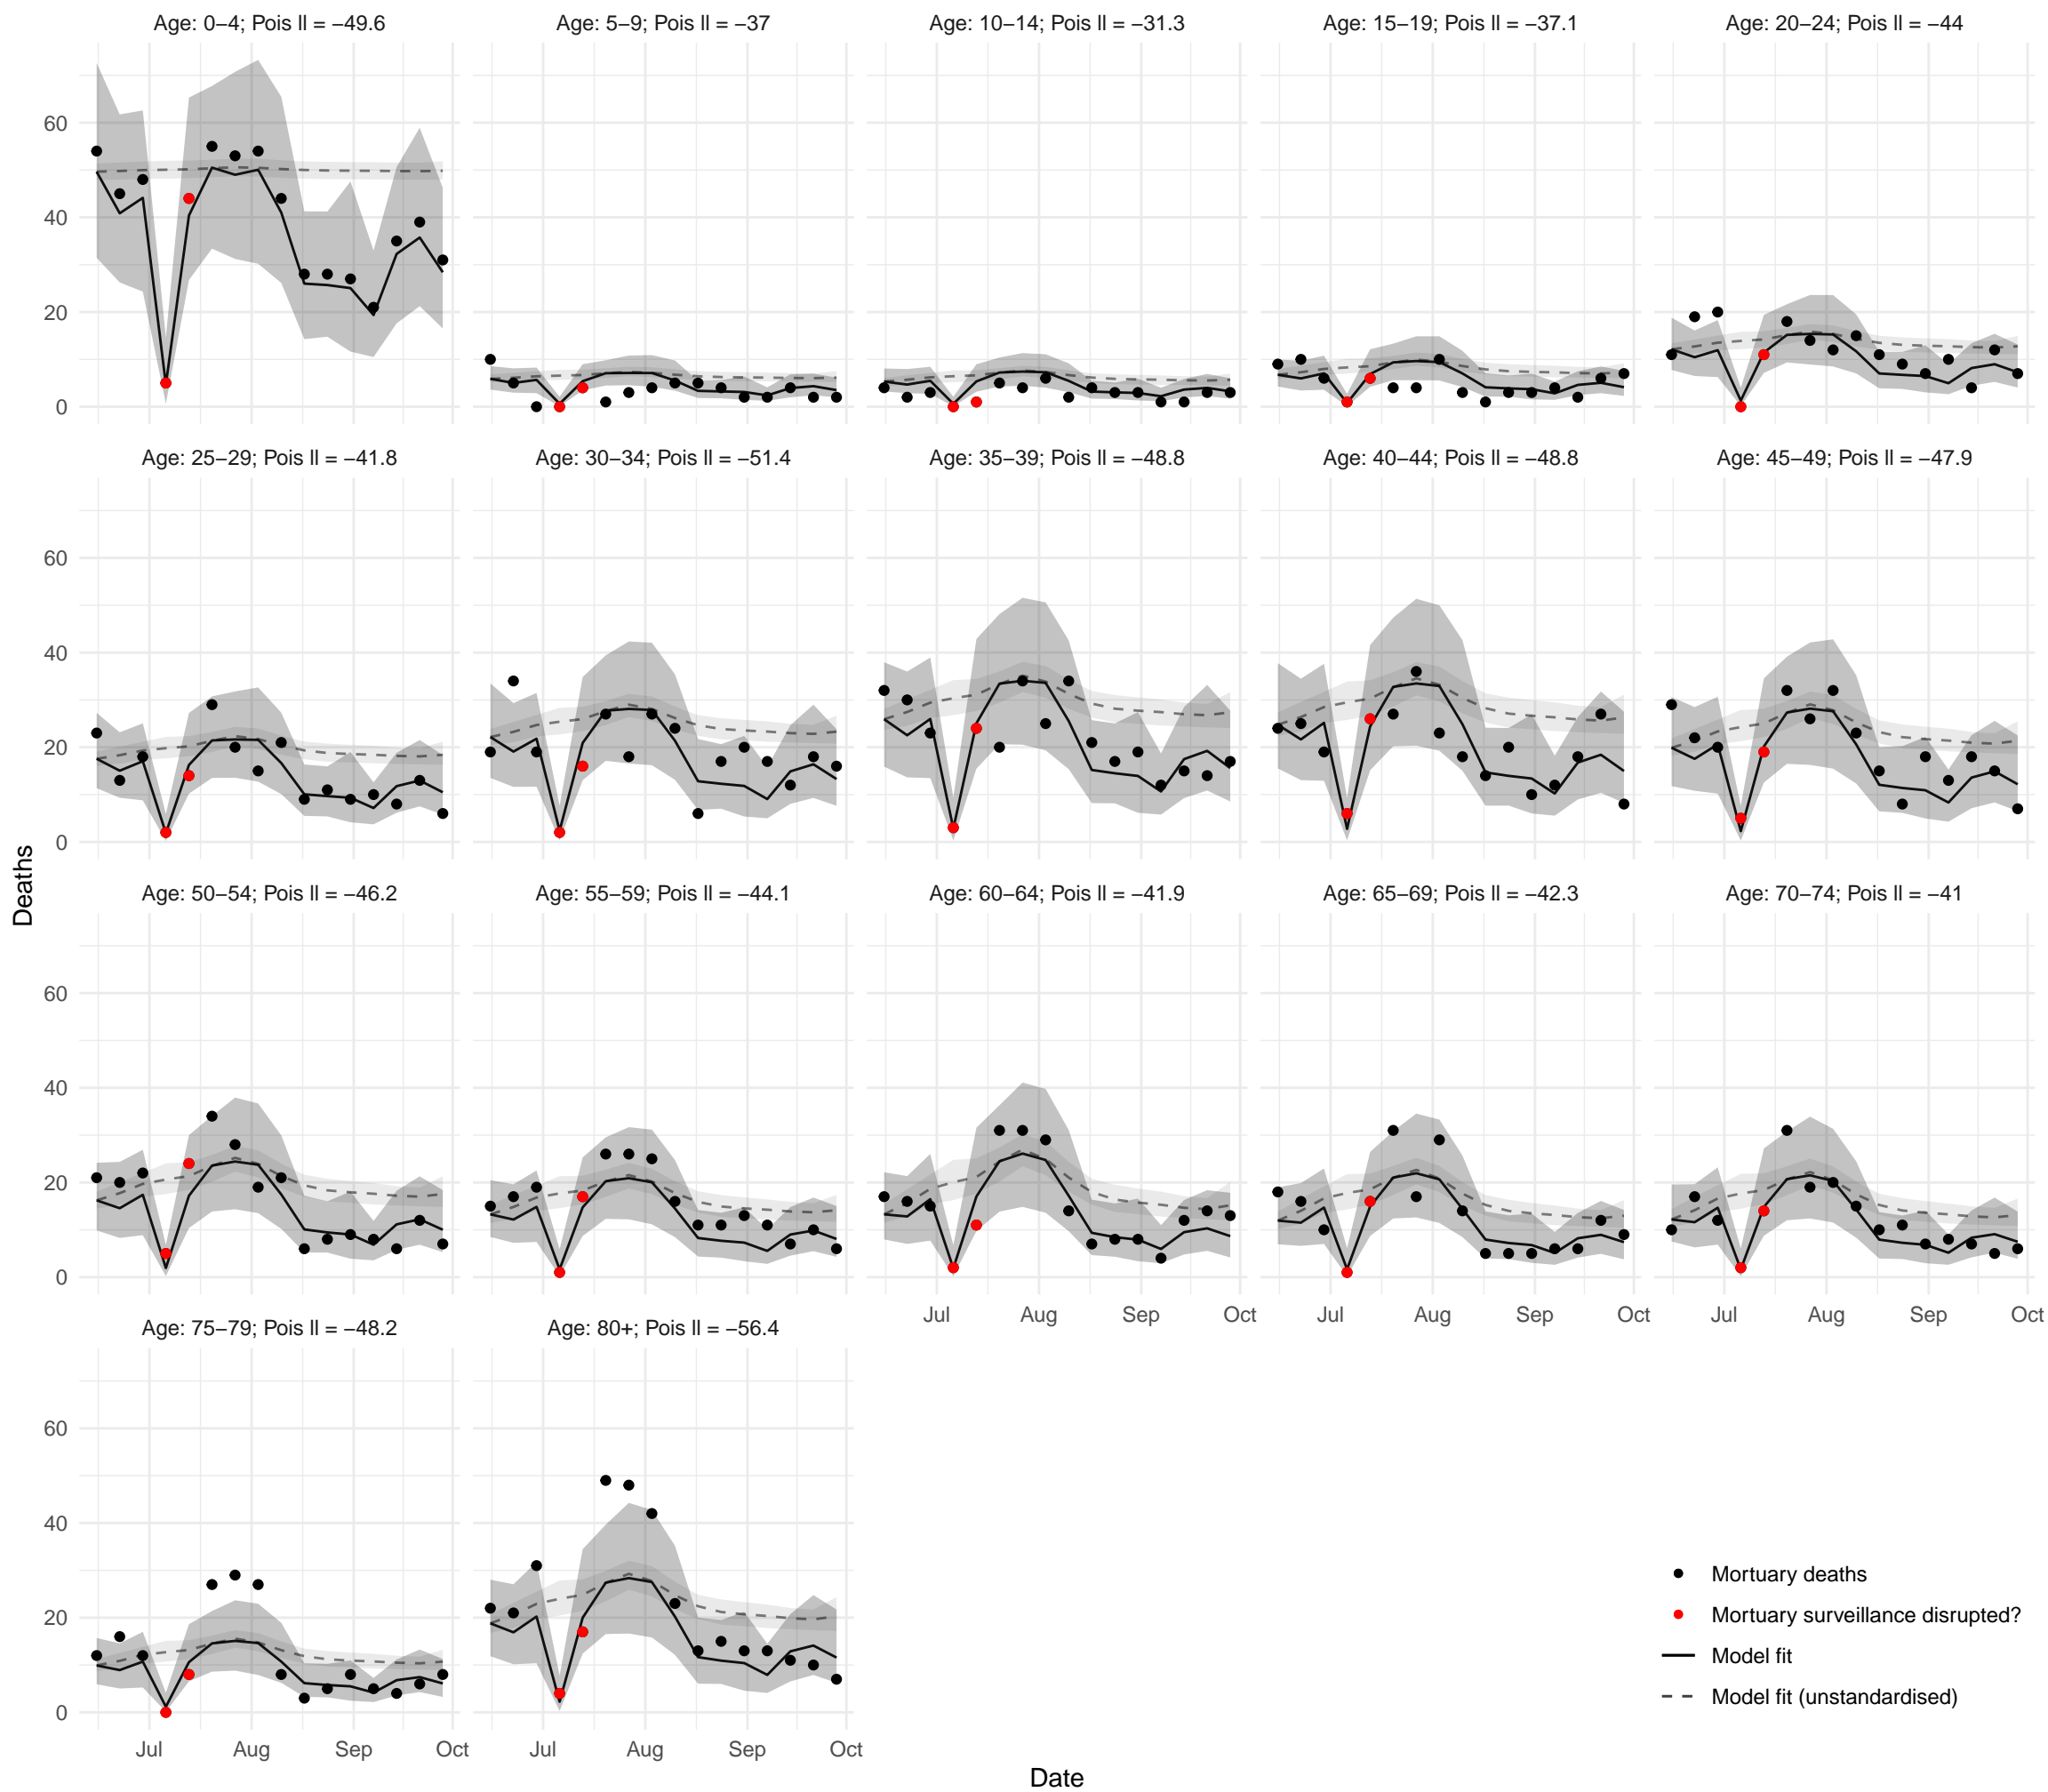 Age: 0−4; Pois ll = −49.6
Age: 5−9; Pois ll = −37
Age: 10−14; Pois ll = −31.3
Age: 15−19; Pois ll = −37.1
Age: 20−24; Pois ll = −44
60
40
20
0
Age: 25−29; Pois ll = −41.8
Age: 30−34; Pois ll = −51.4
Age: 35−39; Pois ll = −48.8
Age: 40−44; Pois ll = −48.8
Age: 45−49; Pois ll = −47.9
60
40
20
0
Deaths
Age: 50−54; Pois ll = −46.2
Age: 55−59; Pois ll = −44.1
Age: 60−64; Pois ll = −41.9
Age: 65−69; Pois ll = −42.3
Age: 70−74; Pois ll = −41
60
40
20
0
Jul Aug Sep Oct
Jul Aug Sep Oct
Jul Aug Sep Oct
Age: 75−79; Pois ll = −48.2
Age: 80+; Pois ll = −56.4
60
40
20
0
Jul Aug Sep Oct
Jul Aug Sep Oct
Mortuary deaths
Mortuary surveillance disrupted?
Model fit
Model fit (unstandardised)
Date